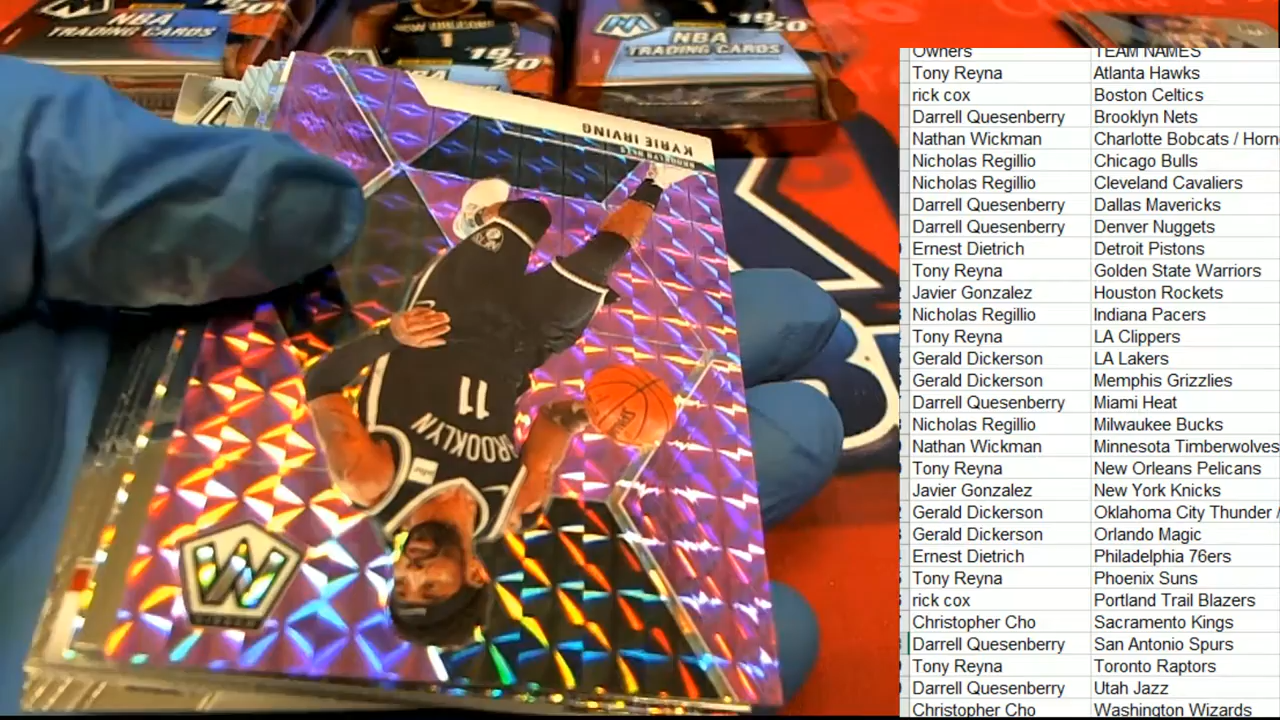 19-20
NBA
TRADING CARDS
1
19-20
NBA
TRADING CARDS
KYRIE IRVING
BROOKLYN NETS
11
BROOKLYN
SPALDING
MOSAIC
Owners TEAM NAMES
Tony Reyna Atlanta Hawks
rick cox Boston Celtics
Darrell Quesenberry Brooklyn Nets
Nathan Wickman Charlotte Bobcats / Horn
Nicholas Regillio Chicago Bulls
Nicholas Regillio Cleveland Cavaliers
Darrell Quesenberry Dallas Mavericks
Darrell Quesenberry Denver Nuggets
Ernest Dietrich Detroit Pistons
Tony Reyna Golden State Warriors
Javier Gonzalez Houston Rockets
Nicholas Regillio Indiana Pacers
Tony Reyna LA Clippers
Gerald Dickerson LA Lakers
Gerald Dickerson Memphis Grizzlies
Darrell Quesenberry Miami Heat
Nicholas Regillio Milwaukee Bucks
Nathan Wickman Minnesota Timberwolves
Tony Reyna New Orleans Pelicans
Javier Gonzalez New York Knicks
Gerald Dickerson Oklahoma City Thunder /
Gerald Dickerson Orlando Magic
Ernest Dietrich Philadelphia 76ers
Tony Reyna Phoenix Suns
rick cox Portland Trail Blazers
Christopher Cho Sacramento Kings
Darrell Quesenberry San Antonio Spurs
Tony Reyna Toronto Raptors
Darrell Quesenberry Utah Jazz
Christopher Cho Washington Wizards